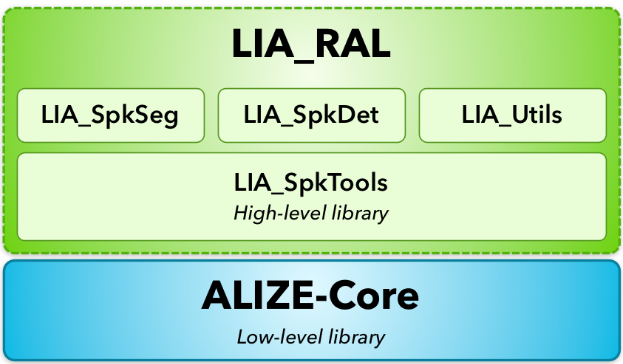 LIA_RAL
LIA_SpkSeg
LIA_SpkDet
LIA_Utils
LIA_SpkTools
High-level library
ALIZE-Core
Low-level library